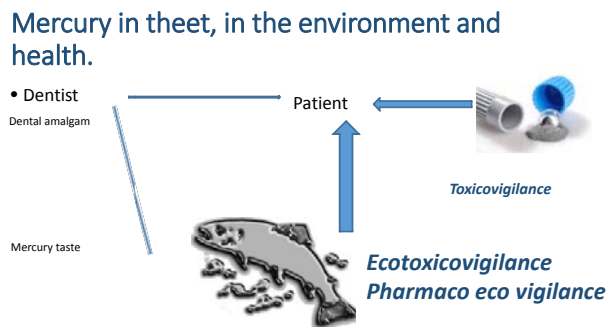 Mercury in theet, in the environment and
health.
• Dentist
Dental amalgam
Patient
Toxicovigilance
Mercury taste
Ecotoxicovigilance
Pharmaco eco vigilance